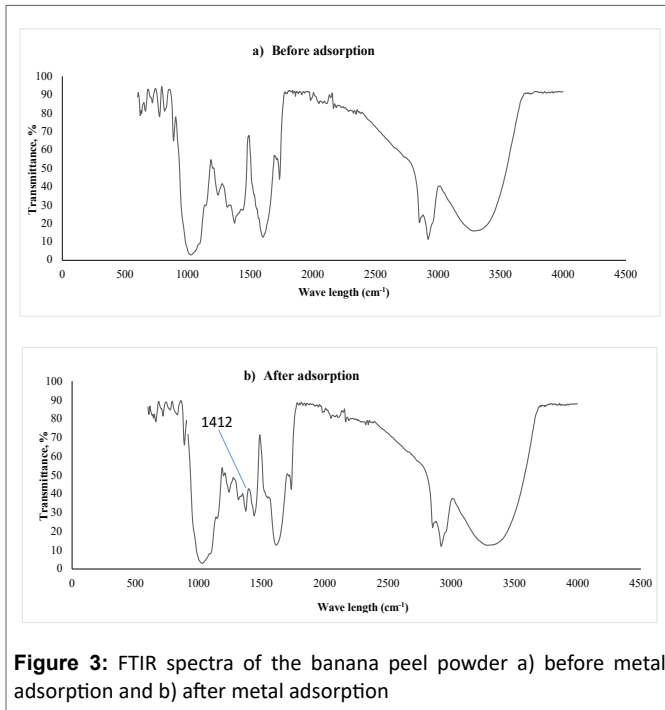 a) Before adsorption
100
90
80
70
60
50
40
30
20
10
0
Transmittance, %
0 500 1000 1500 2000 2500 3000 3500 4000 4500
Wave length (cm⁻¹)
b) After adsorption
100
90
80
70
60
50
40
30
20
10
0
Transmittance, %
1412
0 500 1000 1500 2000 2500 3000 3500 4000 4500
Wave length (cm⁻¹)
Figure 3: FTIR spectra of the banana peel powder a) before metal
adsorption and b) after metal adsorption